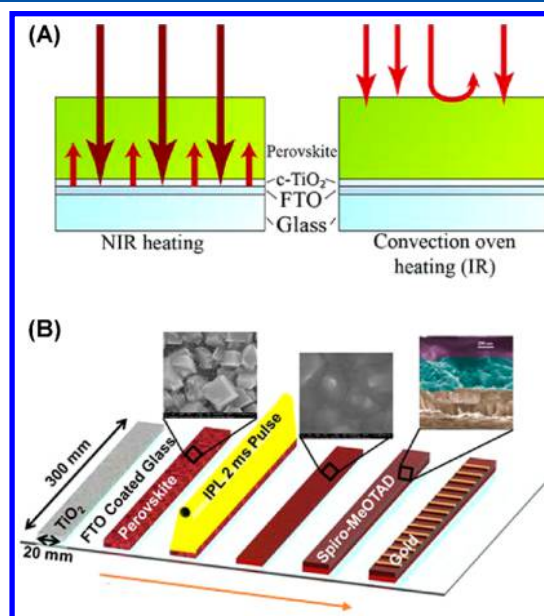 (A)
Perovskite
c-TiO₂
FTO
Glass
NIR heating
Convection oven
heating (IR)
(B)
300 mm
20 mm
TiO₂
FTO Coated Glass
Perovskite
IPL 2 ms Pulse
Spiro-MeOTAD
Gold